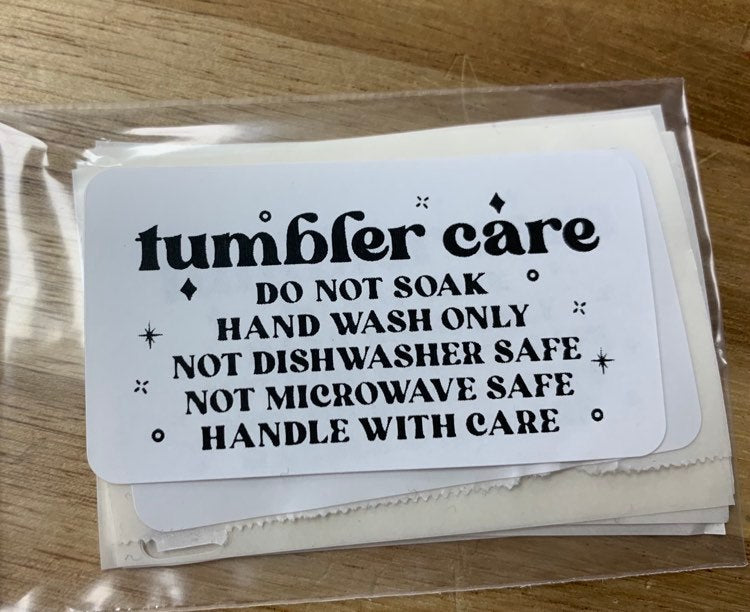 tumbler care
DO NOT SOAK
HAND WASH ONLY
NOT DISHWASHER SAFE
NOT MICROWAVE SAFE
HANDLE WITH CARE